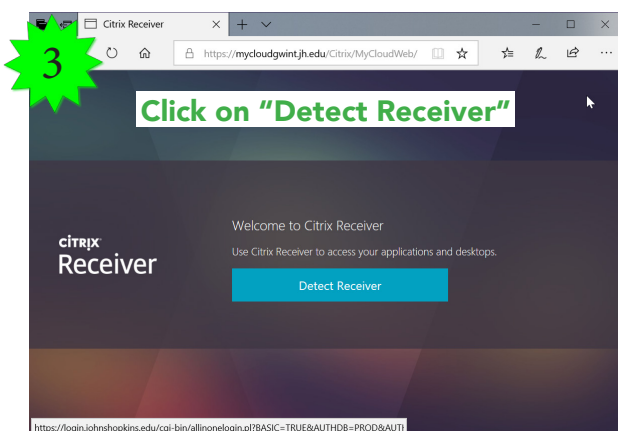 Citrix Receiver
3
https://mycloudgwint.jh.edu/Citrix/MyCloudWeb/
Click on “Detect Receiver”
Welcome to Citrix Receiver
CITRIX
Receiver
Use Citrix Receiver to access your applications and desktops.
Detect Receiver
https://login.johnshopkins.edu/cgi-bin/allinonelogin.pl?BASIC=TRUE&AUTHDB=PROD&AUTH